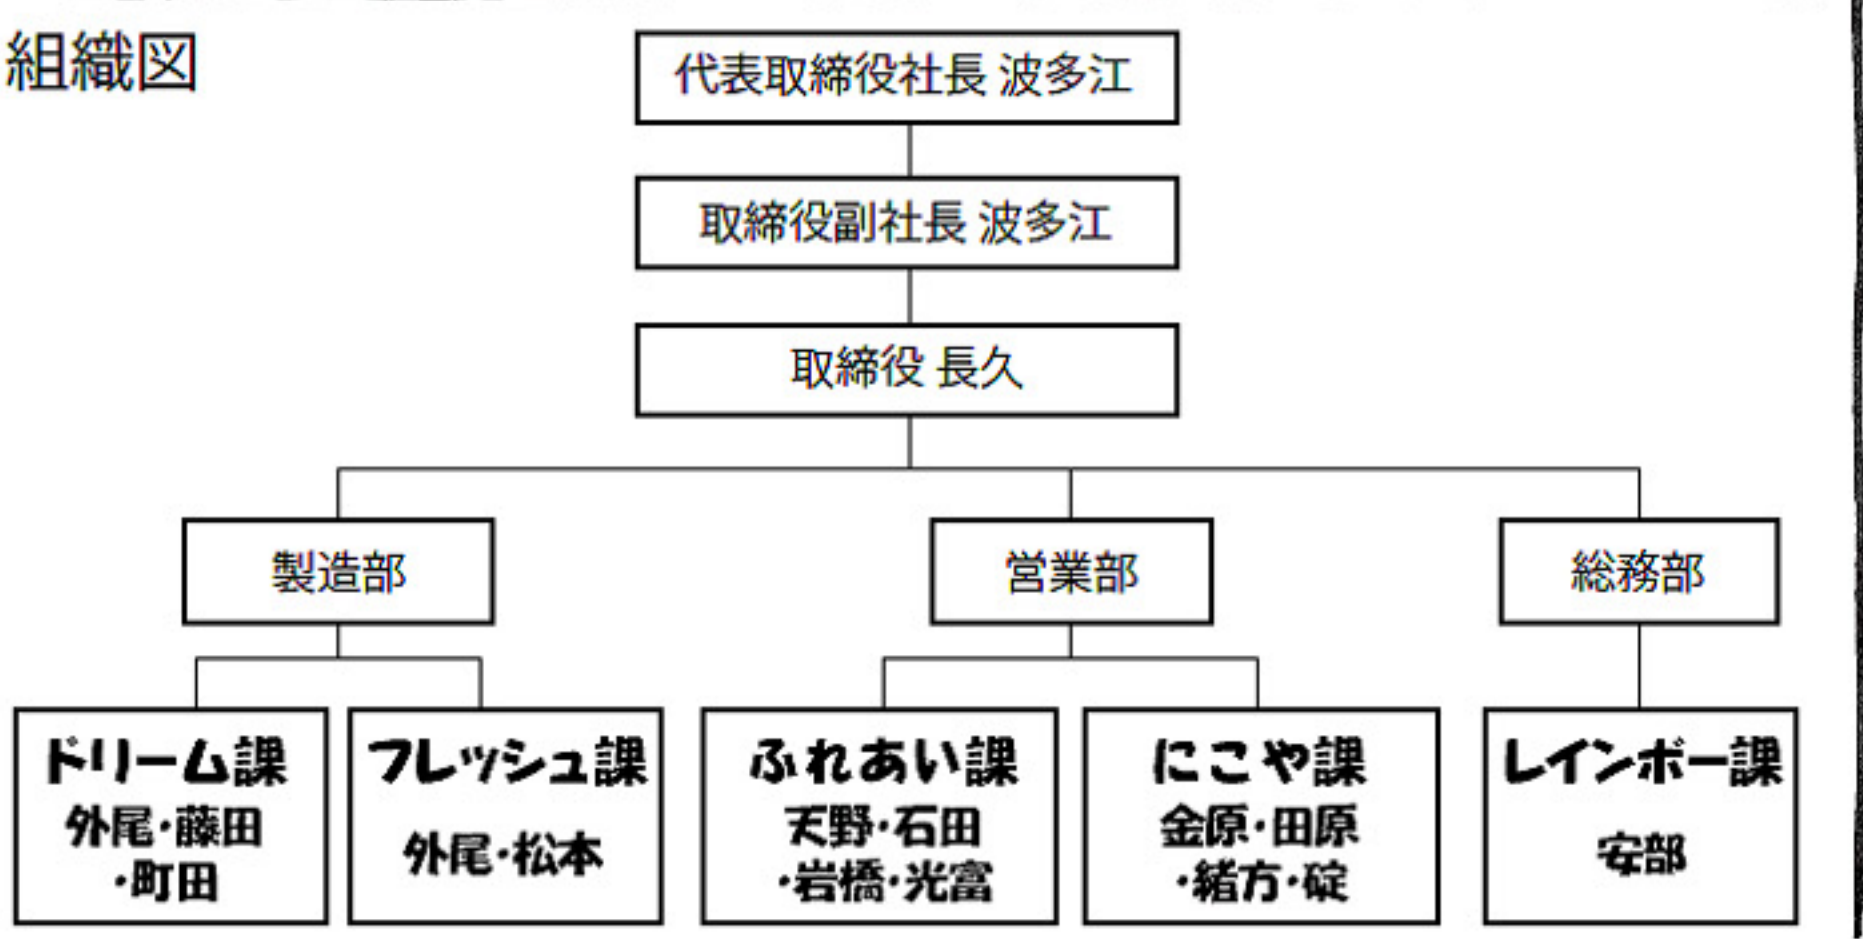 組織図
代表取締役社長 波多江
取締役副社長 波多江
取締役 長久
製造部
営業部
総務部
ドリーム課
外尾・藤田
・町田
フレッシュ課
外尾・松本
ふれあい課
天野・石田
・岩橋・光富
にこや課
金原・田原
・緒方・碇
レインボー課
安部